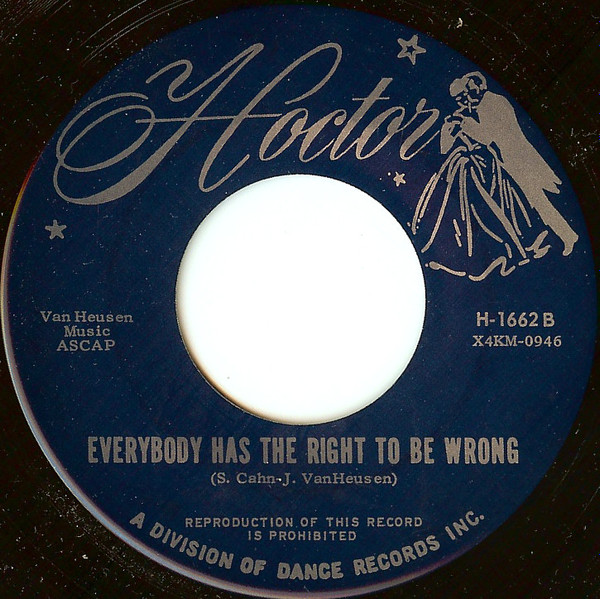 Hoctor
Van Heusen
Music
ASCAP
H-1662 B
X4KM-0946
EVERYBODY HAS THE RIGHT TO BE WRONG
(S. Cahn-J. VanHeusen)
REPRODUCTION OF THIS RECORD
IS PROHIBITED
A DIVISION OF DANCE RECORDS INC.